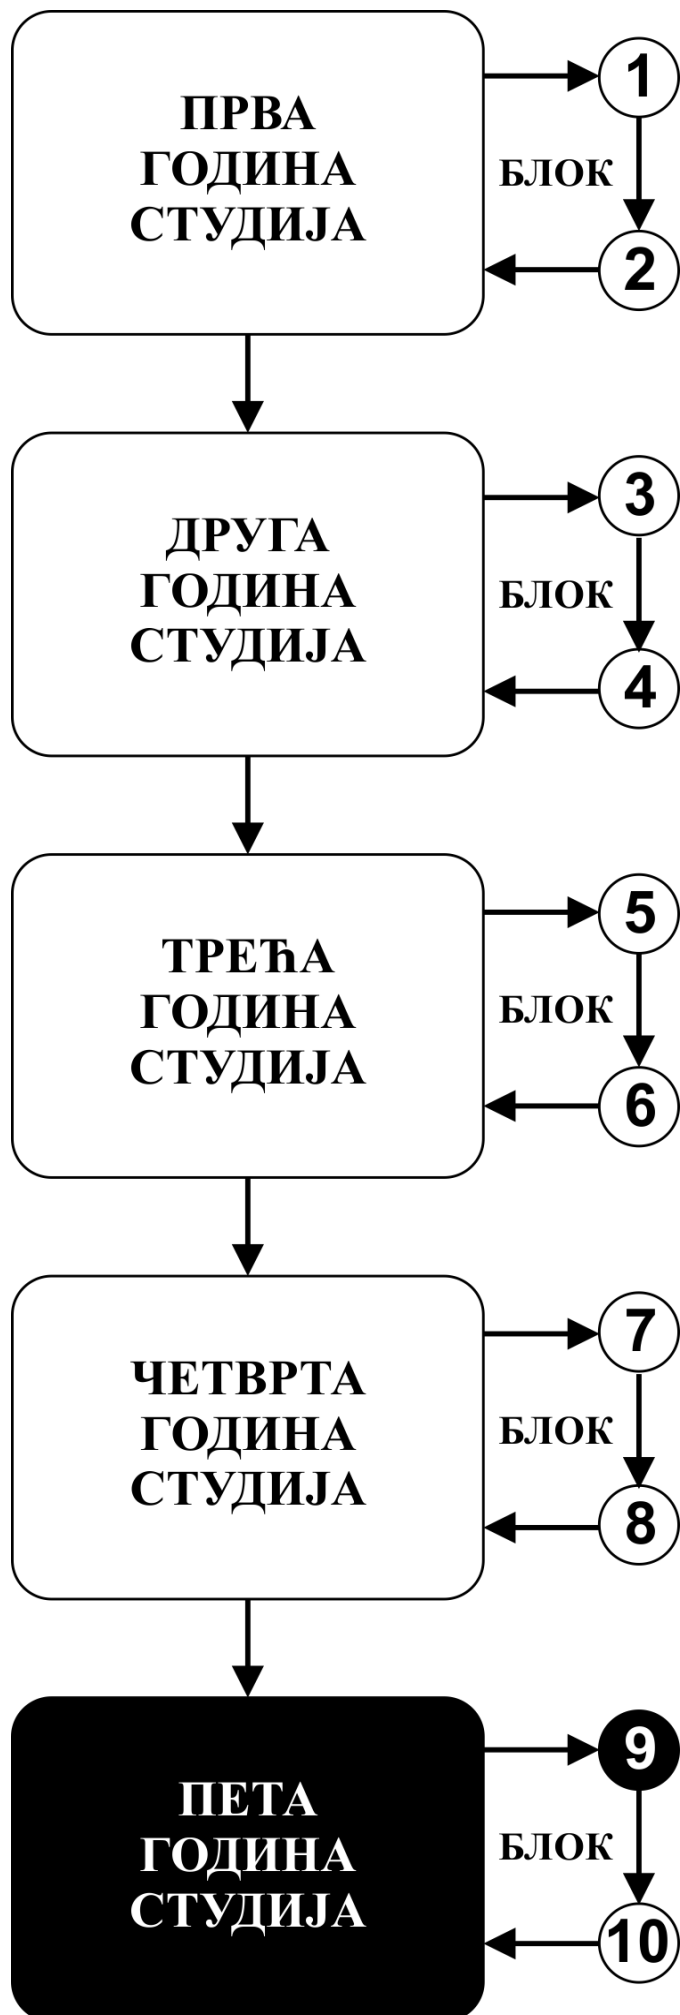 ПРВА
ГОДИНА
СТУДИЈА
1
БЛОК
2
ДРУГА
ГОДИНА
СТУДИЈА
3
БЛОК
4
ТРЕЋА
ГОДИНА
СТУДИЈА
5
БЛОК
6
ЧЕТВРТА
ГОДИНА
СТУДИЈА
7
БЛОК
8
ПЕТА
ГОДИНА
СТУДИЈА
9
БЛОК
10